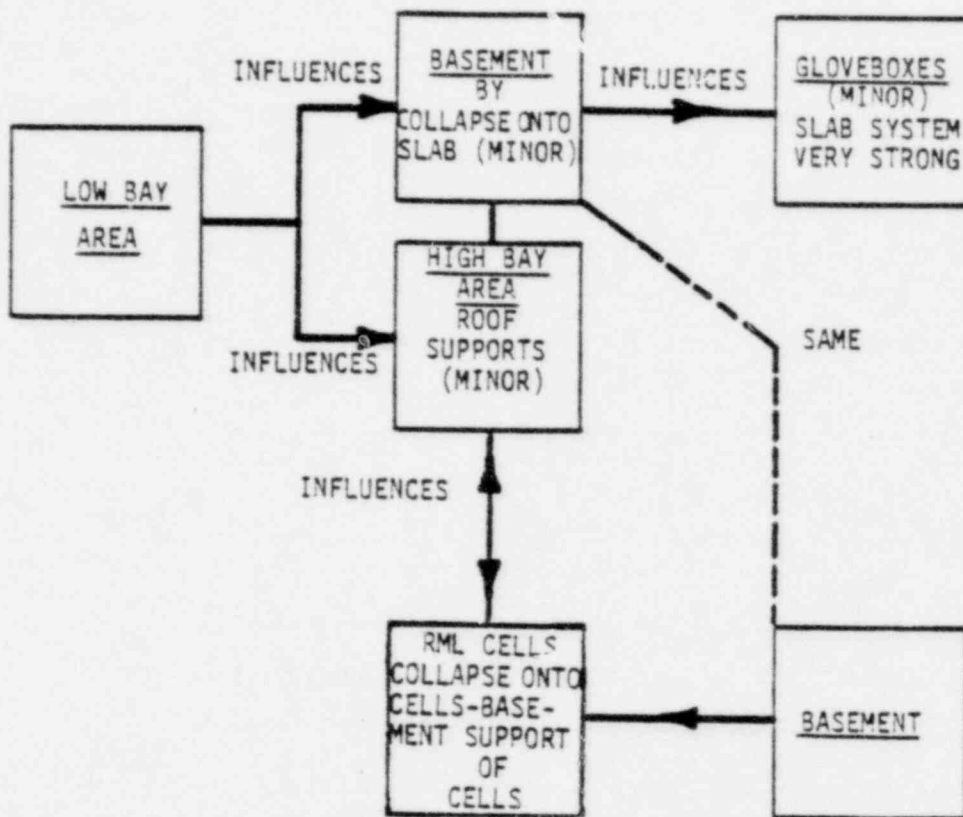 LOW BAY
AREA
INFLUENCES
INFLUENCES
BASEMENT
BY
COLLAPSE ONTO
SLAB (MINOR)
INFLUENCES
GLOVEBOXES
(MINOR)
SLAB SYSTEM
VERY STRONG
HIGH BAY
AREA
ROOF
SUPPORTS
(MINOR)
SAME
INFLUENCES
RML CELLS
COLLAPSE ONTO
CELLS-BASE-
MENT SUPPORT
OF
CELLS
BASEMENT